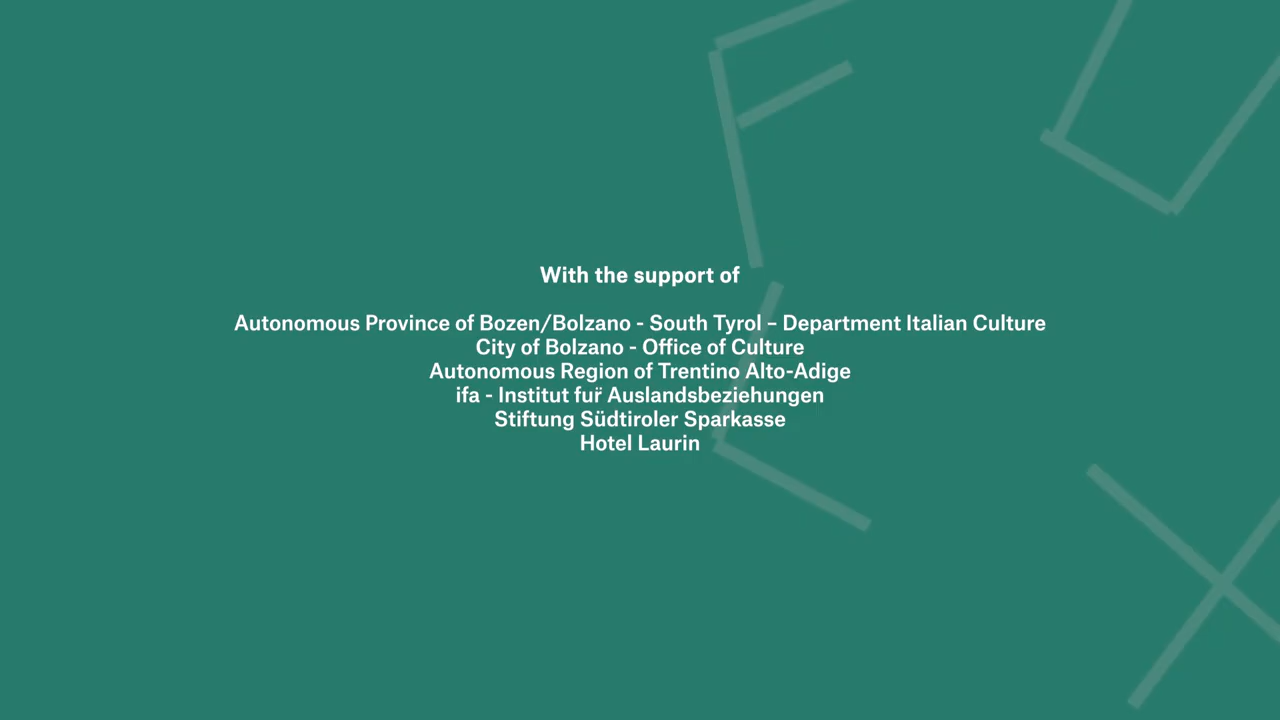 F U
With the support of
Autonomous Province of Bozen/Bolzano - South Tyrol – Department Italian Culture
City of Bolzano - Office of Culture
Autonomous Region of Trentino Alto-Adige
ifa - Institut fur̈ Auslandsbeziehungen
Stiftung Südtiroler Sparkasse
Hotel Laurin
L X